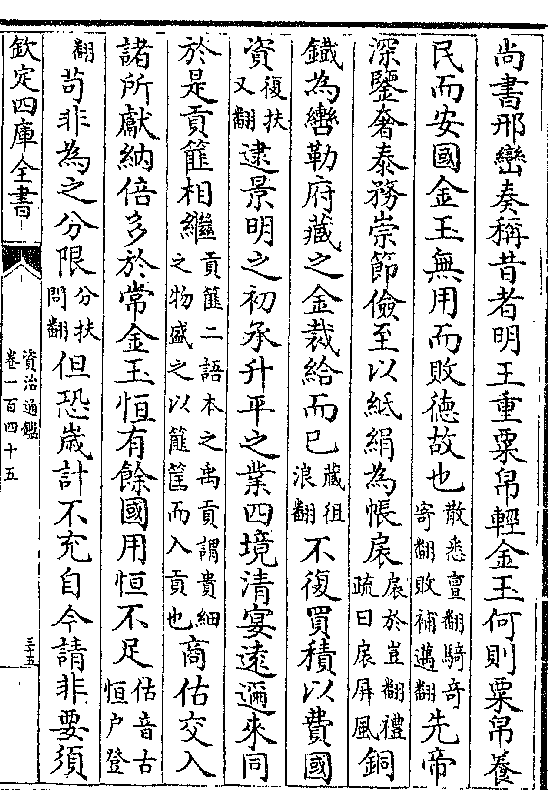 尚書邢巒奏稱昔者明王重粟帛輕金玉何則粟帛養
民而安國金玉無用而敗德故也散悉亶翻騎奇寄翻敗補邁翻先帝
深鑒奢泰務崇節儉至以紙絹為帳扆扆於豈翻禮疏曰扆屏風銅
鐡為轡勒府藏之金裁給而已藏徂浪翻不復買積以費國
資復扶又翻逮景明之初承升平之業四境清宴逺邇來同
於是貢篚相繼貢篚二語本之禹貢謂貴細之物盛之以篚筐而入貢也商估交入
諸所獻納倍多於常金玉恒有餘國用恒不足估音古恒户登
翻苟非為之分限分扶問翻但恐嵗計不充自今請非要須
欽定四庫全書
資治通鑑
卷一百四十五
三十五